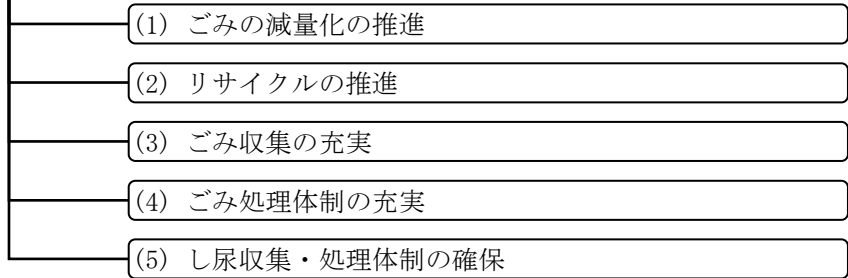 (1) ごみの減量化の推進
(2) リサイクルの推進
(3) ごみ収集の充実
(4) ごみ処理体制の充実
(5) し尿収集・処理体制の確保